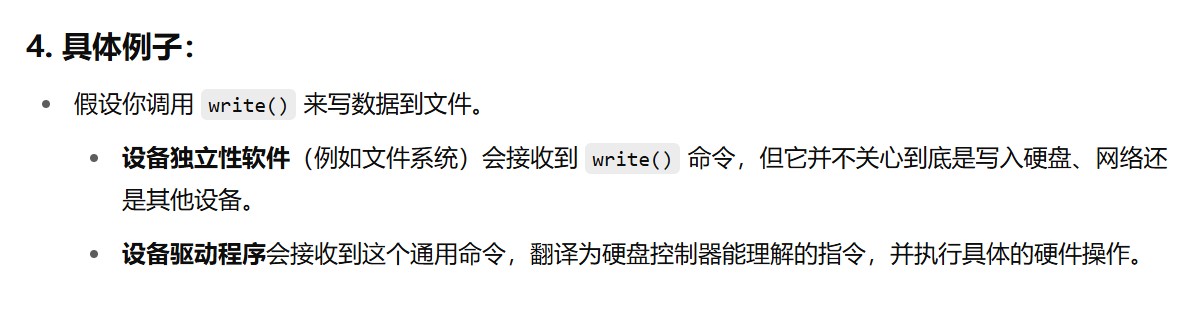 4. 具体例子：
假设你调用 write() 来写数据到文件。
设备独立性软件（例如文件系统）会接收到 write() 命令，但它并不关心到底是写入硬盘、网络还
是其他设备。
设备驱动程序会接收到这个通用命令，翻译为硬盘控制器能理解的指令，并执行具体的硬件操作。